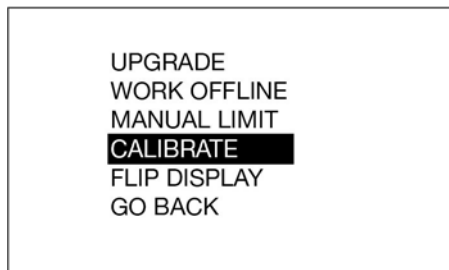 UPGRADE
WORK OFFLINE
MANUAL LIMIT
CALIBRATE
FLIP DISPLAY
GO BACK